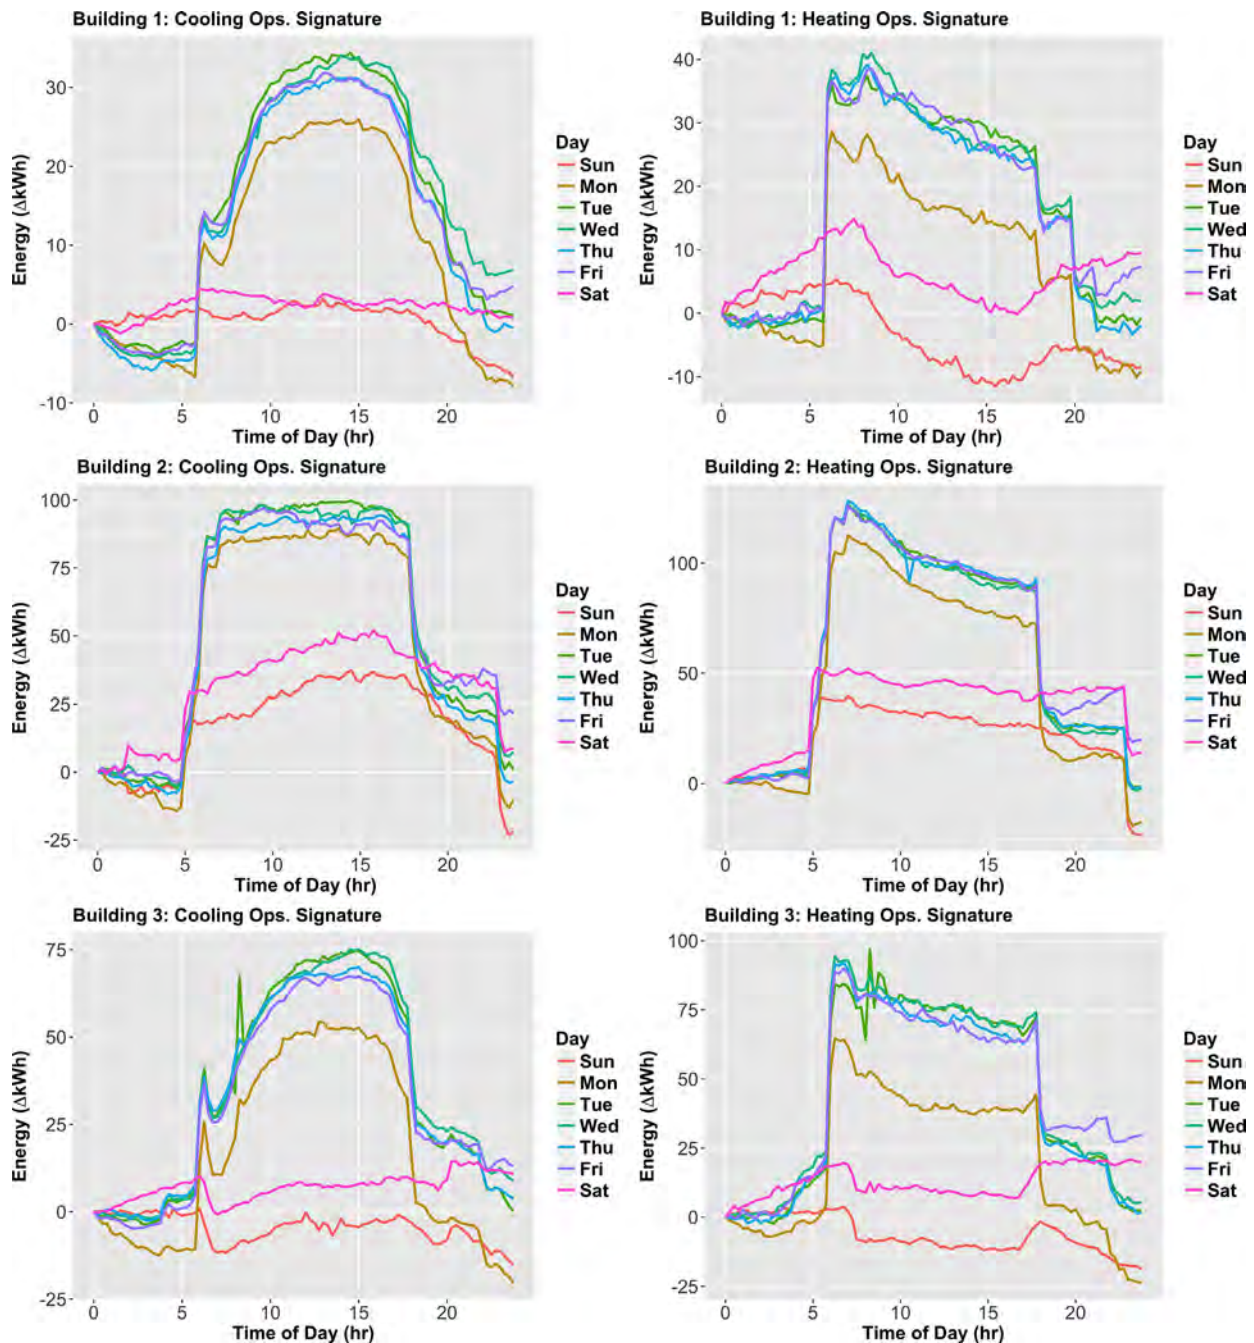 Building 1: Cooling Ops. Signature
Energy (ΔkWh)
30
20
10
0
-10
0 5 10 15 20
Time of Day (hr)
Day
Sun
Mon
Tue
Wed
Thu
Fri
Sat
Building 1: Heating Ops. Signature
Energy (ΔkWh)
40
30
20
10
0
-10
0 5 10 15 20
Time of Day (hr)
Day
Sun
Mon
Tue
Wed
Thu
Fri
Sat
Building 2: Cooling Ops. Signature
Energy (ΔkWh)
100
75
50
25
0
-25
0 5 10 15 20
Time of Day (hr)
Day
Sun
Mon
Tue
Wed
Thu
Fri
Sat
Building 2: Heating Ops. Signature
Energy (ΔkWh)
100
50
0
0 5 10 15 20
Time of Day (hr)
Day
Sun
Mon
Tue
Wed
Thu
Fri
Sat
Building 3: Cooling Ops. Signature
Energy (ΔkWh)
75
50
25
0
-25
0 5 10 15 20
Time of Day (hr)
Day
Sun
Mon
Tue
Wed
Thu
Fri
Sat
Building 3: Heating Ops. Signature
Energy (ΔkWh)
100
75
50
25
0
-25
0 5 10 15 20
Time of Day (hr)
Day
Sun
Mon
Tue
Wed
Thu
Fri
Sat